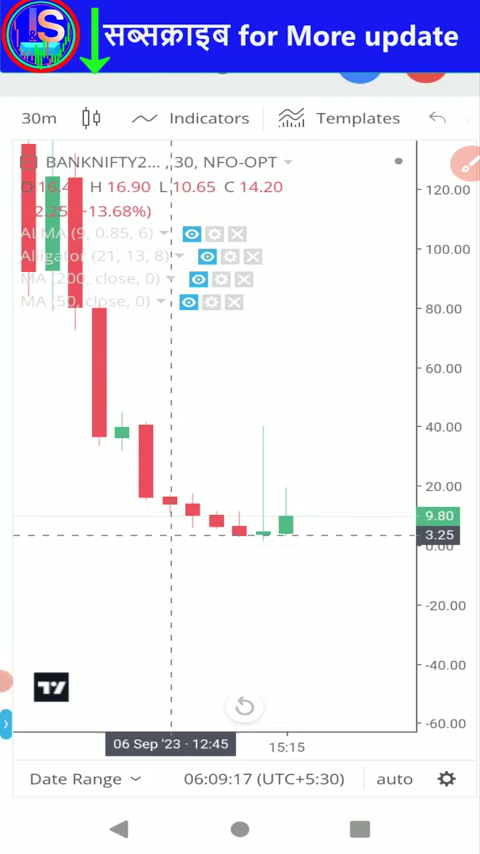 J&S
सब्सक्राइब for More update
30m Indicators Templates
BANKNIFTY2... , 30, NFO-OPT
H 16.90 L 10.65 C 14.20
−13.68%)
ALMA (9, 0.85, 6)
Alligator (21, 13, 8)
MA (200, close, 0)
MA (50, close, 0)
120.00
100.00
80.00
60.00
40.00
20.00
9.80
3.25
0.00
-20.00
-40.00
-60.00
06 Sep '23 · 12:45 15:15
Date Range 06:09:17 (UTC+5:30) auto